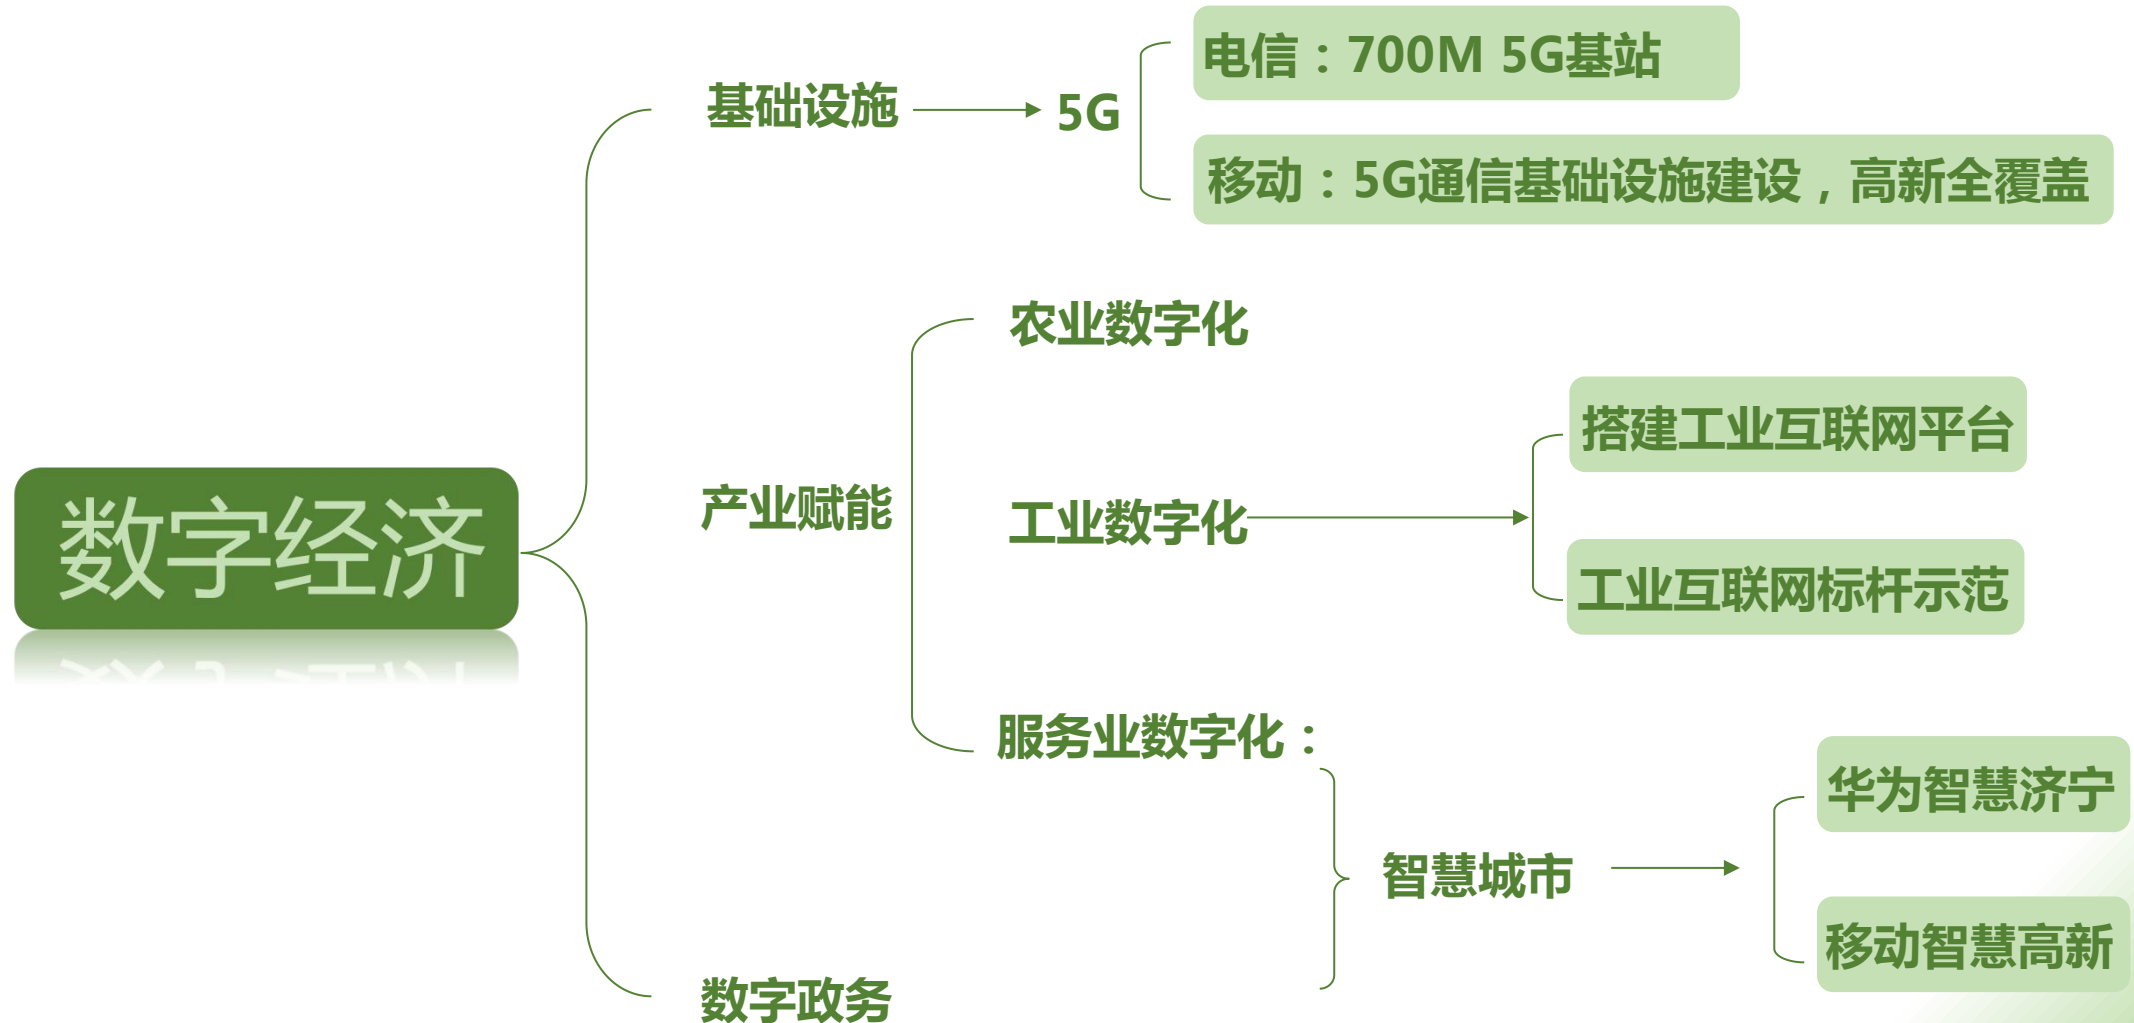 数字经济
基础设施
5G
电信：700M 5G基站
移动：5G通信基础设施建设，高新全覆盖
产业赋能
农业数字化
工业数字化
搭建工业互联网平台
工业互联网标杆示范
服务业数字化：
智慧城市
华为智慧济宁
移动智慧高新
数字政务